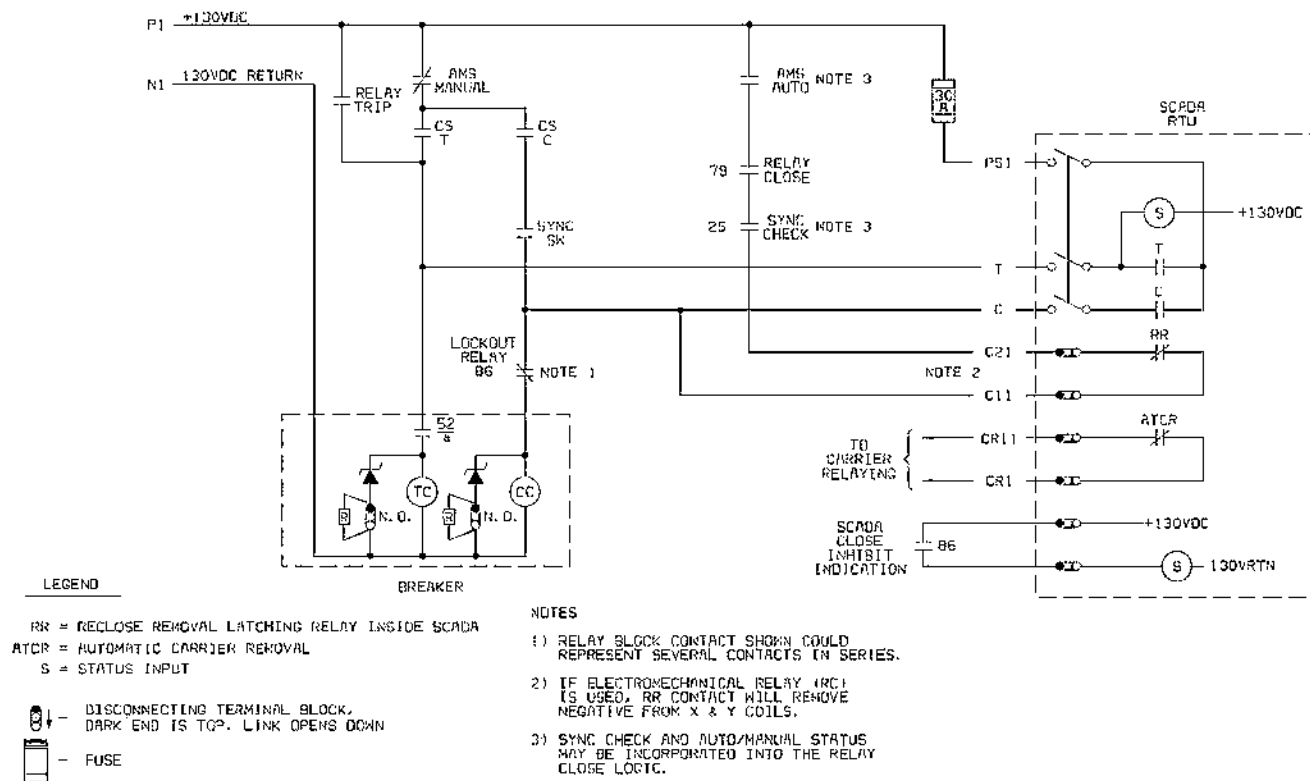 P1 +130VDC
N1 130VDC RETURN
RELAY
TRIP
AMS
MANUAL
CS
T
CS
C
SYNC
SW
AMS
AUTO
NOTE 3
79
RELAY
CLOSE
25
SYNC
CHECK
NOTE 3
30
A
SCADA
RTU
PS1
S
+130VDC
T
T
C
C
LOCKOUT
RELAY
86
NOTE 1
C21
RR
NOTE 2
C11
ATCR
TO
CARRIER
RELAYING
CR11
CR1
52
a
TC
CC
R
N.O.
R
N.O.
BREAKER
SCADA
CLOSE
INHIBIT
INDICATION
86
+130VDC
S
130VRTN
LEGEND
RR = RECLOSE REMOVAL LATCHING RELAY INSIDE SCADA
ATCR = AUTOMATIC CARRIER REMOVAL
S = STATUS INPUT
- DISCONNECTING TERMINAL BLOCK.
DARK END IS TOP. LINK OPENS DOWN
- FUSE
NOTES
1) RELAY BLOCK CONTACT SHOWN COULD
REPRESENT SEVERAL CONTACTS IN SERIES.
2) IF ELECTROMECHANICAL RELAY (RC)
IS USED, RR CONTACT WILL REMOVE
NEGATIVE FROM X & Y COILS.
3) SYNC CHECK AND AUTO/MANUAL STATUS
MAY BE INCORPORATED INTO THE RELAY
CLOSE LOGIC.